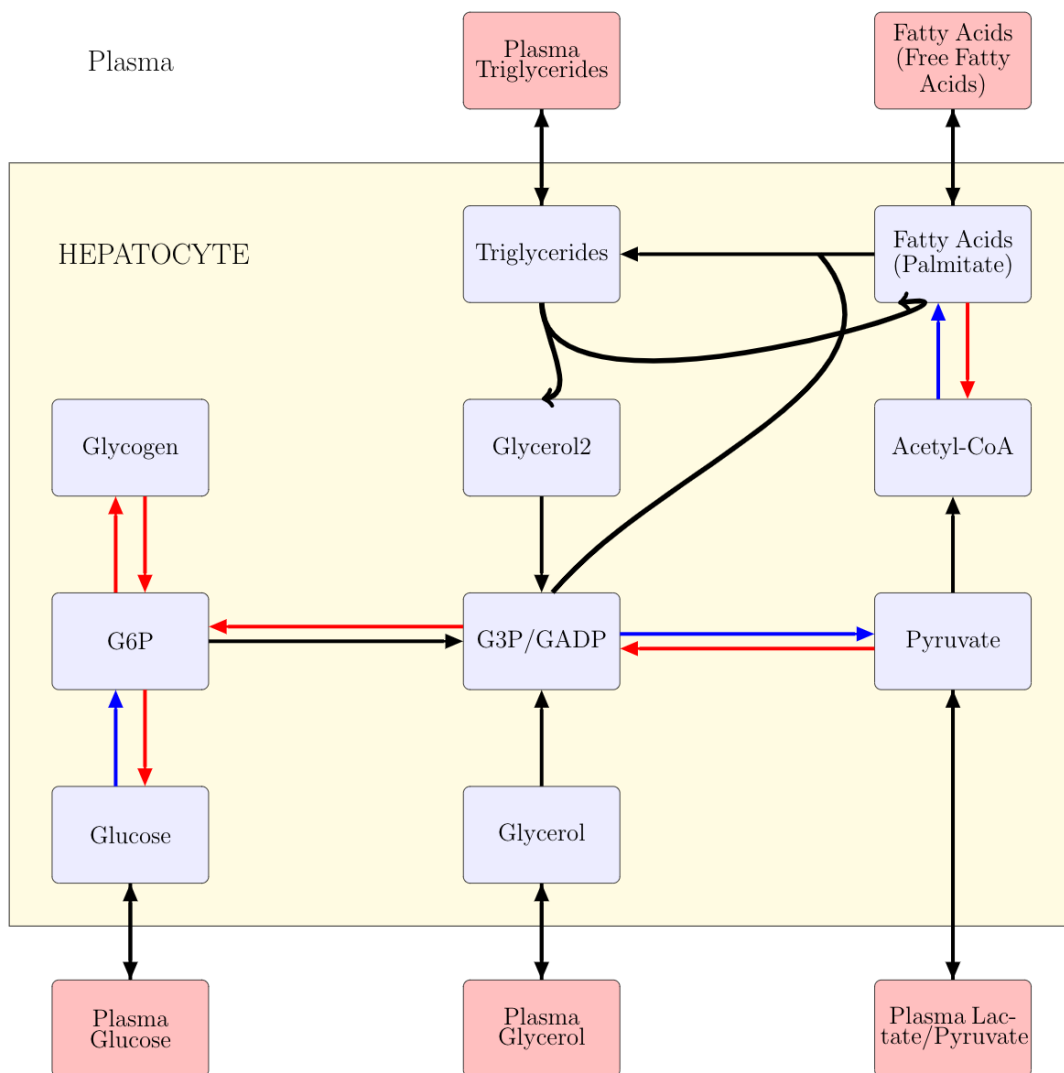 Plasma
Plasma
Triglycerides
Fatty Acids
(Free Fatty
Acids)
HEPATOCYTE
Triglycerides
Fatty Acids
(Palmitate)
Glycogen
Glycerol2
Acetyl-CoA
G6P
G3P/GADP
Pyruvate
Glucose
Glycerol
Plasma
Glucose
Plasma
Glycerol
Plasma Lac-
tate/Pyruvate